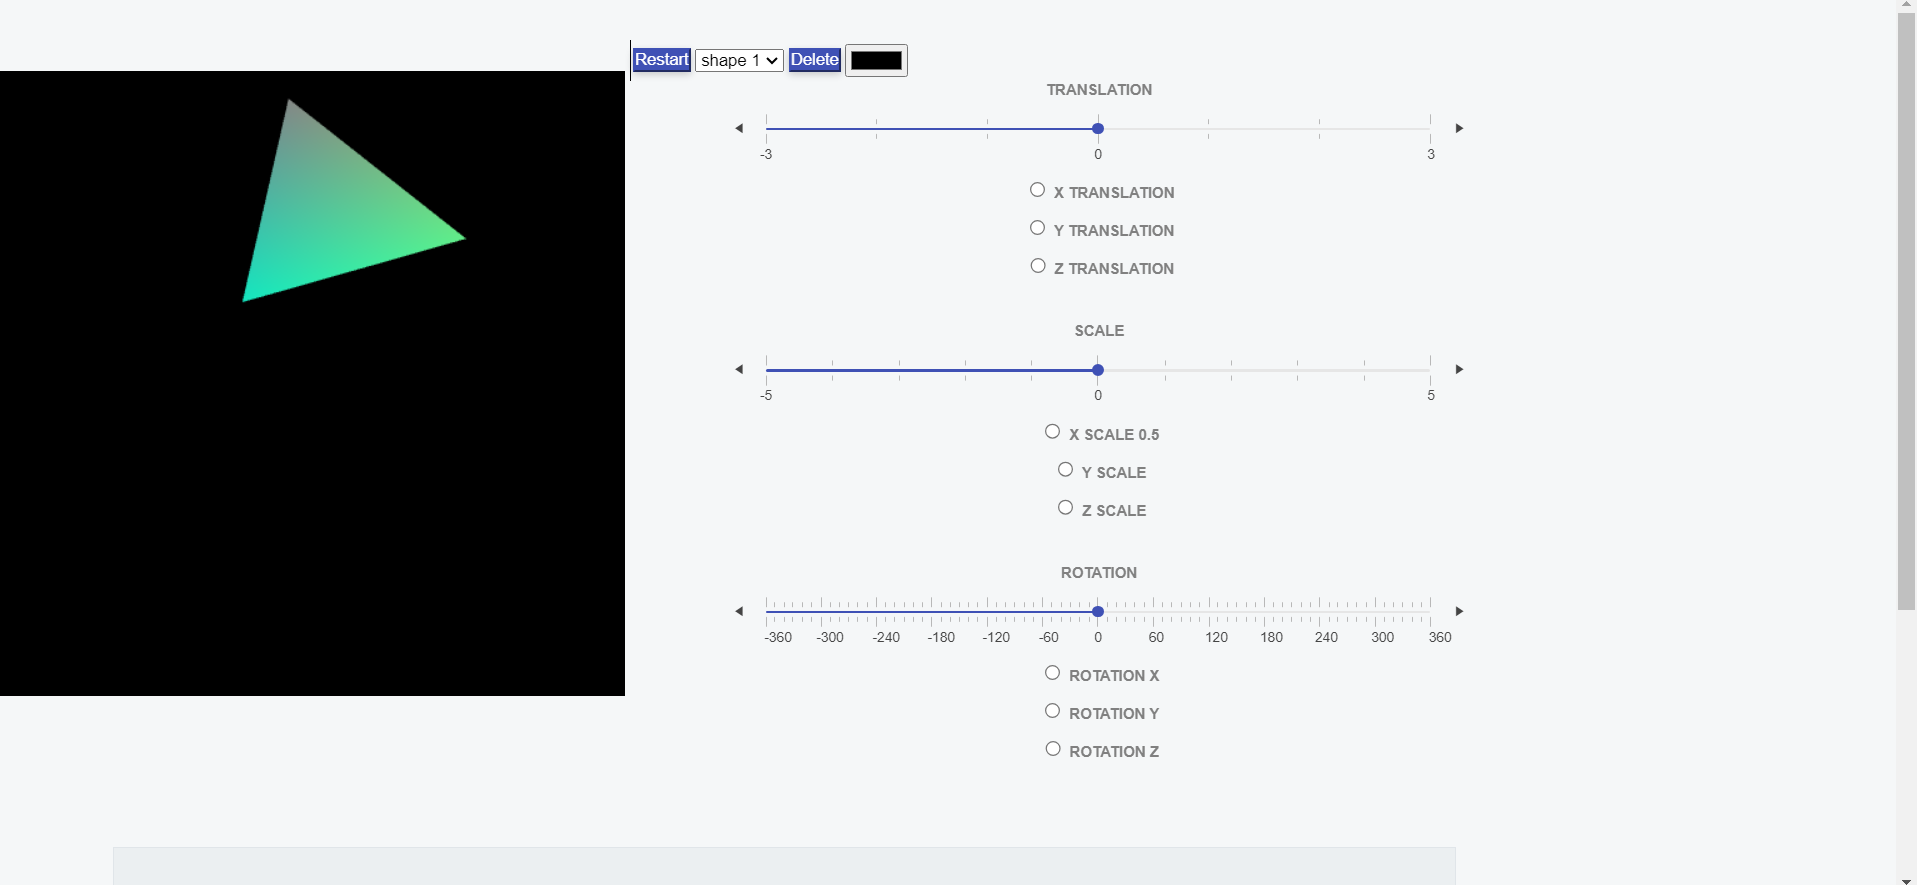 Restart shape 1 Delete
TRANSLATION
-3 0 3
X TRANSLATION
Y TRANSLATION
Z TRANSLATION
SCALE
-5 0 5
X SCALE 0.5
Y SCALE
Z SCALE
ROTATION
-360 -300 -240 -180 -120 -60 0 60 120 180 240 300 360
ROTATION X
ROTATION Y
ROTATION Z